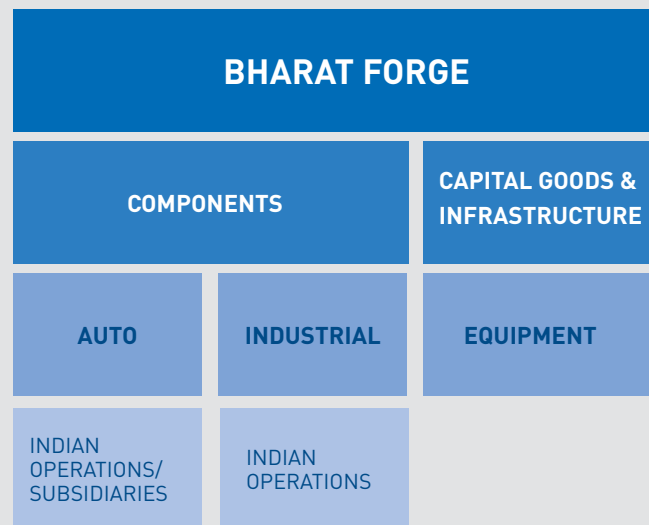 BHARAT FORGE
COMPONENTS
CAPITAL GOODS &
INFRASTRUCTURE
AUTO
INDUSTRIAL
EQUIPMENT
INDIAN
OPERATIONS/
SUBSIDIARIES
INDIAN
OPERATIONS